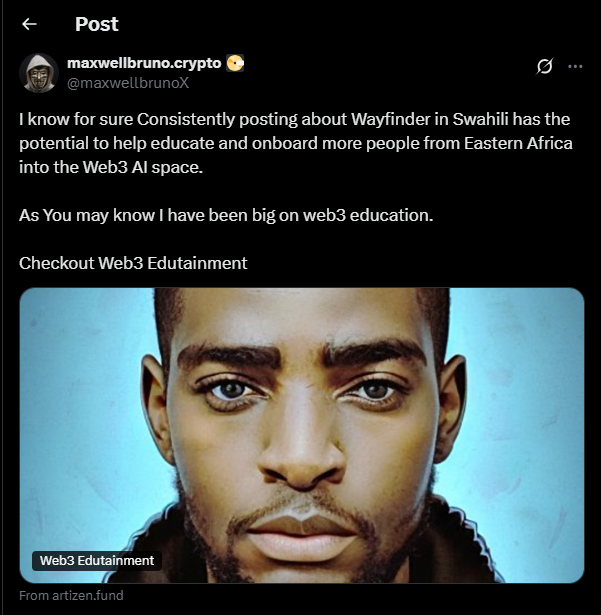 Post
maxwellbruno.crypto
@maxwellbrunoX
I know for sure Consistently posting about Wayfinder in Swahili has the
potential to help educate and onboard more people from Eastern Africa
into the Web3 AI space.
As You may know I have been big on web3 education.
Checkout Web3 Edutainment
Web3 Edutainment
From artizen.fund